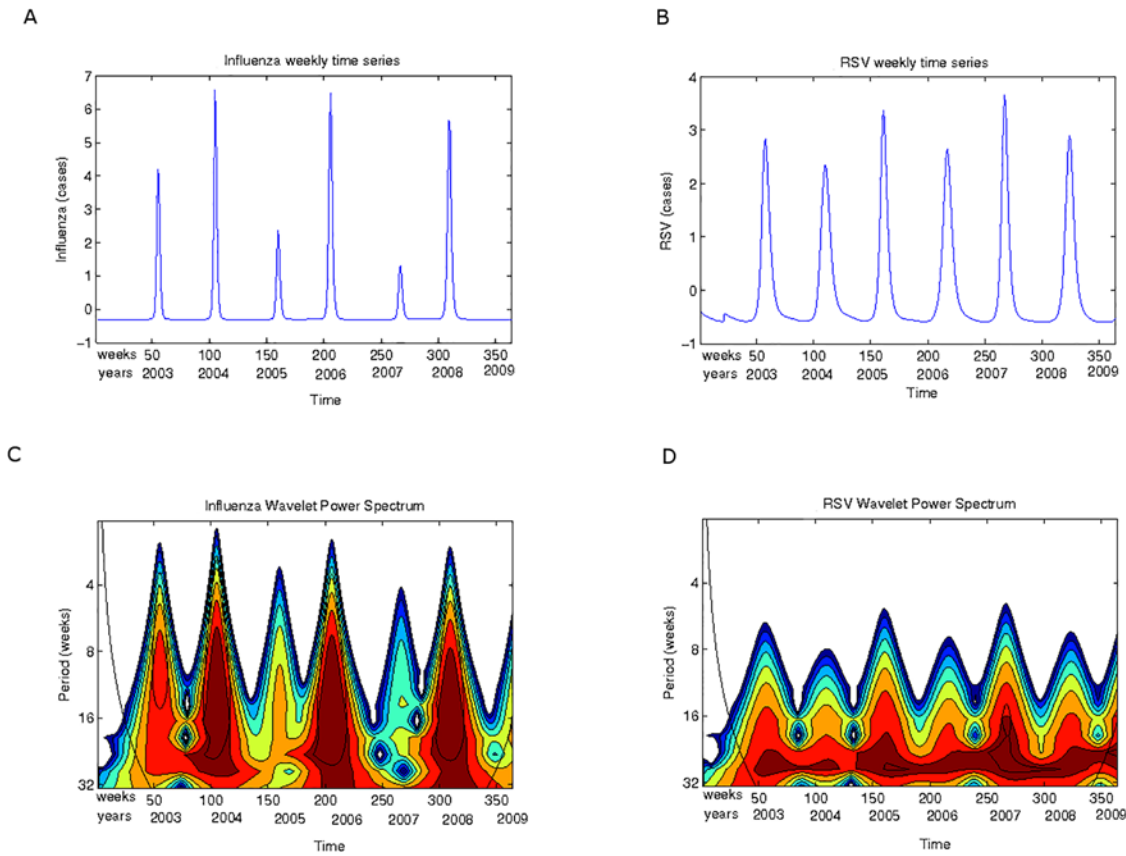 A
Influenza weekly time series
Influenza (cases)
7
6
5
4
3
2
1
0
−1
weeks 50 100 150 200 250 300 350
years 2003 2004 2005 2006 2007 2008 2009
Time
B
RSV weekly time series
RSV (cases)
4
3
2
1
0
−1
weeks 50 100 150 200 250 300 350
years 2003 2004 2005 2006 2007 2008 2009
Time
C
Influenza Wavelet Power Spectrum
Period (weeks)
4
8
16
32
weeks 50 100 150 200 250 300 350
years 2003 2004 2005 2006 2007 2008 2009
Time
D
RSV Wavelet Power Spectrum
Period (weeks)
4
8
16
32
weeks 50 100 150 200 250 300 350
years 2003 2004 2005 2006 2007 2008 2009
Time